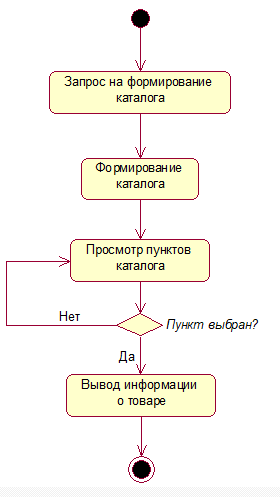 Запрос на формирование
каталога
Формирование
каталога
Просмотр пунктов
каталога
Нет
Пункт выбран?
Да
Вывод информации
о товаре